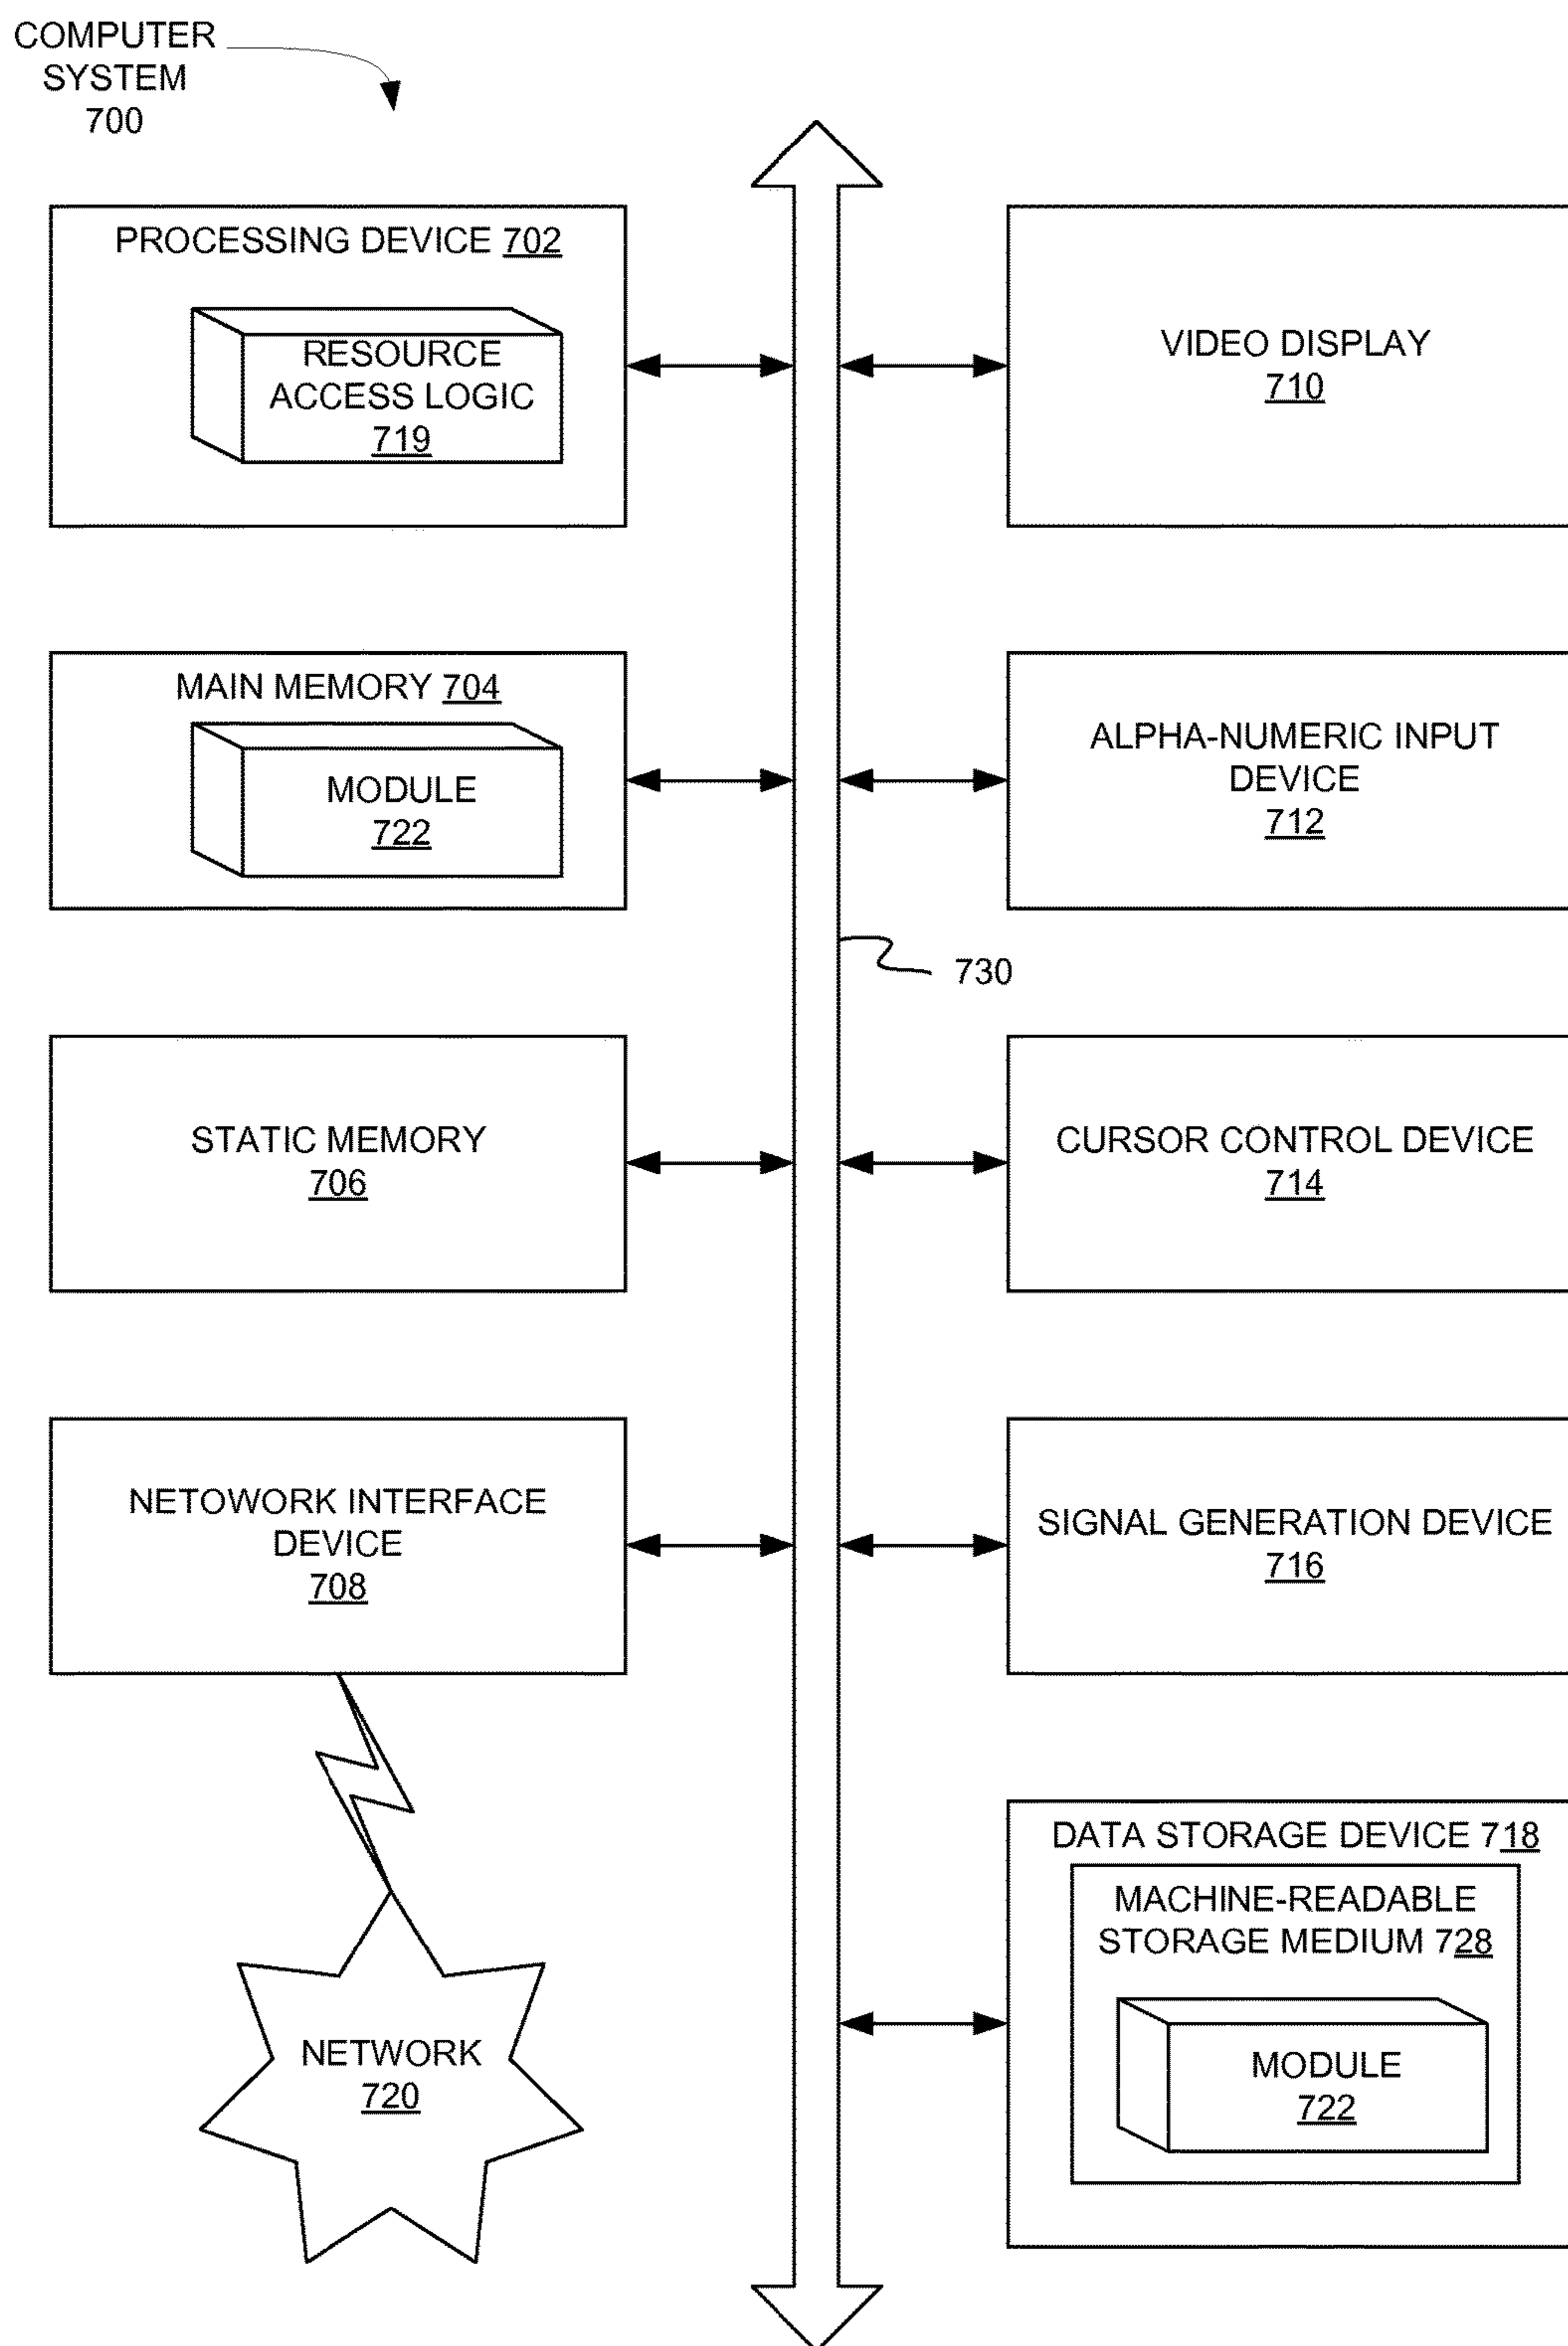 COMPUTER
SYSTEM
700
PROCESSING DEVICE 702
RESOURCE
ACCESS LOGIC
719
VIDEO DISPLAY
710
MAIN MEMORY 704
MODULE
722
ALPHA-NUMERIC INPUT
DEVICE
712
730
STATIC MEMORY
706
CURSOR CONTROL DEVICE
714
NETOWORK INTERFACE
DEVICE
708
SIGNAL GENERATION DEVICE
716
DATA STORAGE DEVICE 718
MACHINE-READABLE
STORAGE MEDIUM 728
MODULE
722
NETWORK
720